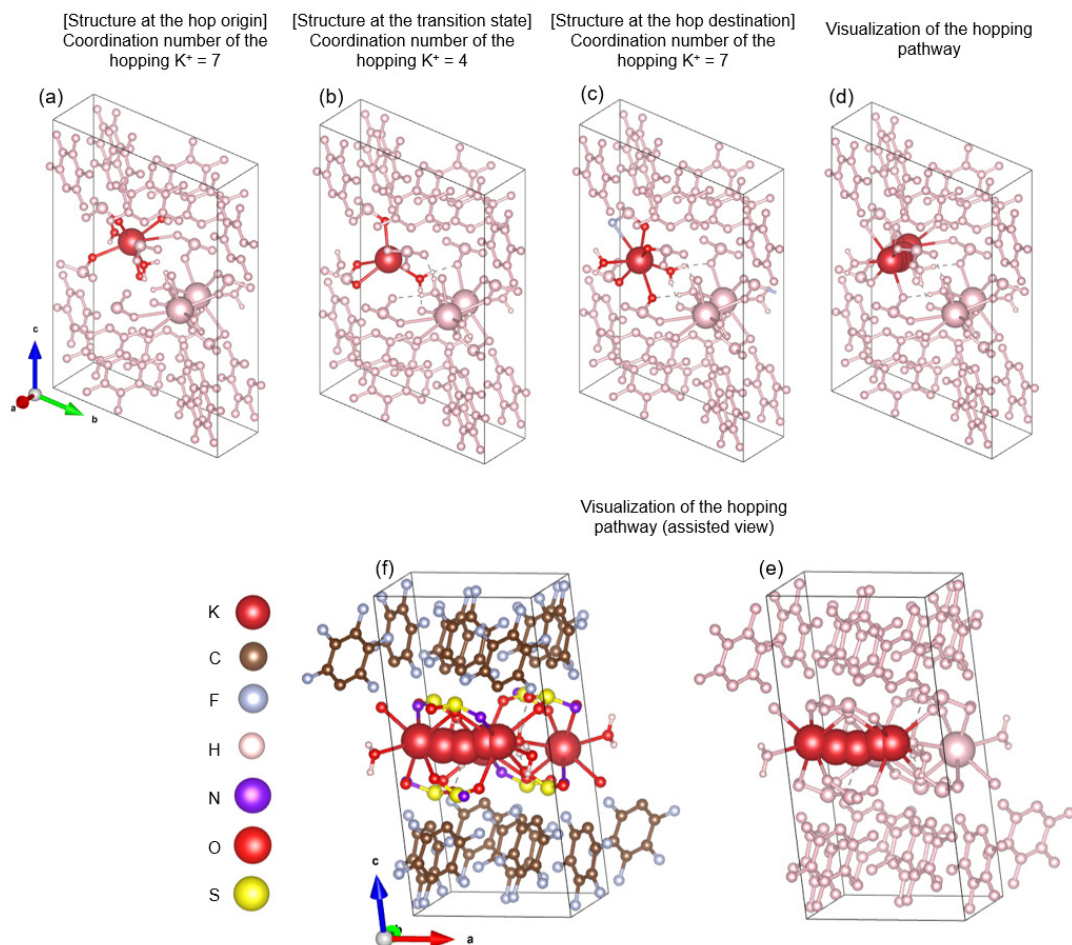 [Structure at the hop origin]
Coordination number of the
hopping K⁺ = 7
[Structure at the transition state]
Coordination number of the
hopping K⁺ = 4
[Structure at the hop destination]
Coordination number of the
hopping K⁺ = 7
Visualization of the hopping
pathway
(a)
(b)
(c)
(d)
c
a
b
Visualization of the hopping
pathway (assisted view)
(f)
(e)
K
C
F
H
N
O
S
c
b
a